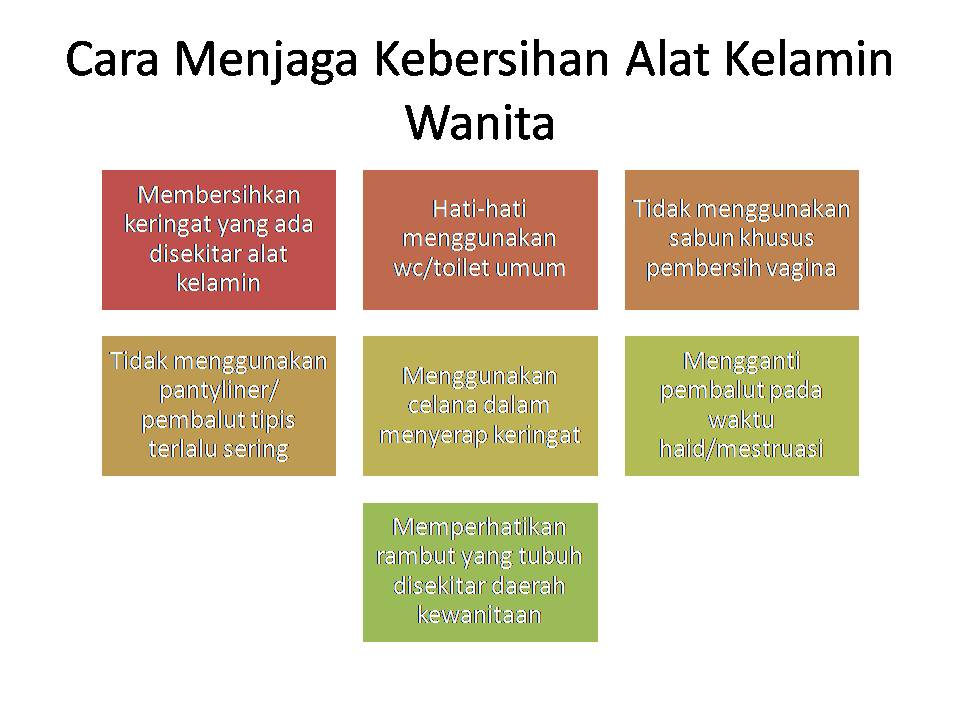 Cara Menjaga Kebersihan Alat Kelamin
Wanita
Membersihkan
keringat yang ada
disekitar alat
kelamin
Hati-hati
menggunakan
wc/toilet umum
Tidak menggunakan
sabun khusus
pembersih vagina
Tidak menggunakan
pantyliner/
pembalut tipis
terlalu sering
Menggunakan
celana dalam
menyerap keringat
Mengganti
pembalut pada
waktu
haid/mestruasi
Memperhatikan
rambut yang tubuh
disekitar daerah
kewanitaan